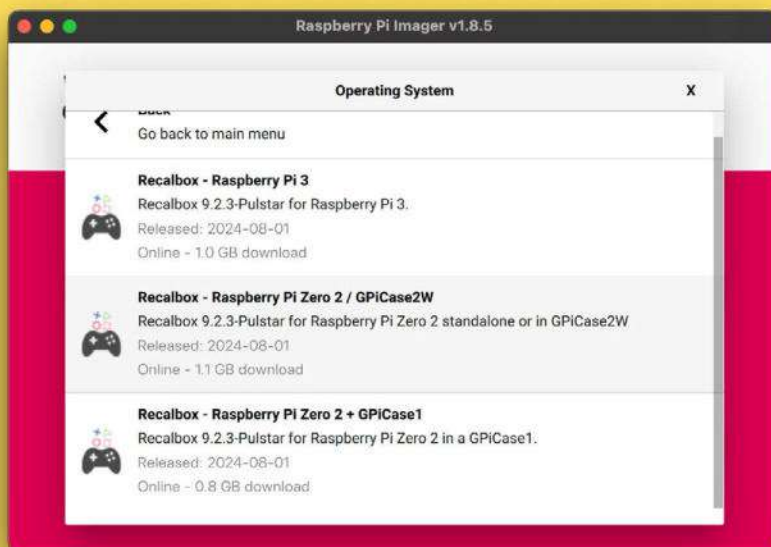 Raspberry Pi Imager v1.8.5
Operating System
X
Back
Go back to main menu
Recalbox - Raspberry Pi 3
Recalbox 9.2.3-Pulstar for Raspberry Pi 3.
Released: 2024-08-01
Online - 1.0 GB download
Recalbox - Raspberry Pi Zero 2 / GPiCase2W
Recalbox 9.2.3-Pulstar for Raspberry Pi Zero 2 standalone or in GPiCase2W
Released: 2024-08-01
Online - 1.1 GB download
Recalbox - Raspberry Pi Zero 2 + GPiCase1
Recalbox 9.2.3-Pulstar for Raspberry Pi Zero 2 in a GPiCase1.
Released: 2024-08-01
Online - 0.8 GB download